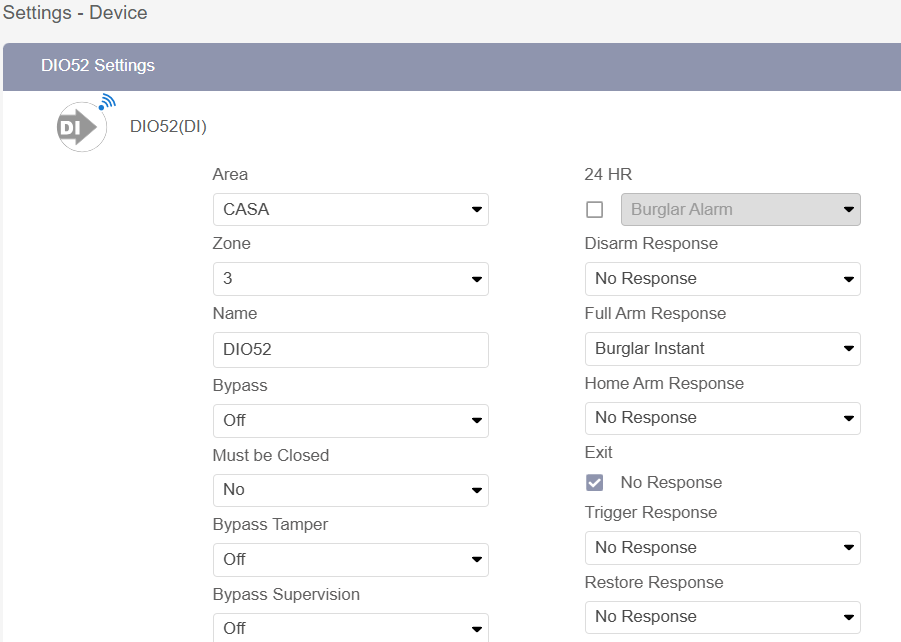 Settings - Device
DIO52 Settings
DI
DIO52(DI)
Area
CASA
Zone
3
Name
DIO52
Bypass
Off
Must be Closed
No
Bypass Tamper
Off
Bypass Supervision
Off
24 HR
Burglar Alarm
Disarm Response
No Response
Full Arm Response
Burglar Instant
Home Arm Response
No Response
Exit
No Response
Trigger Response
No Response
Restore Response
No Response